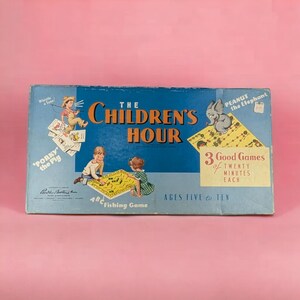 THE
CHILDREN'S
HOUR
PEANUT
the Elephant
"PORKY
the Pig
ABC Fishing Game
3 Good Games
of TWENTY
MINUTES
EACH
AGES FIVE to TEN